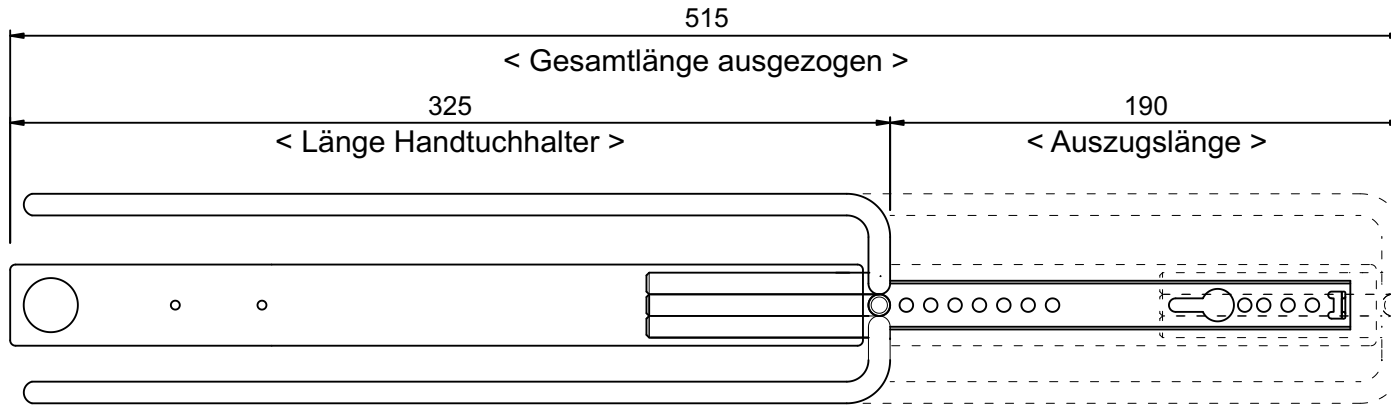 515
< Gesamtlänge ausgezogen >
325
190
< Länge Handtuchhalter >
< Auszugslänge >